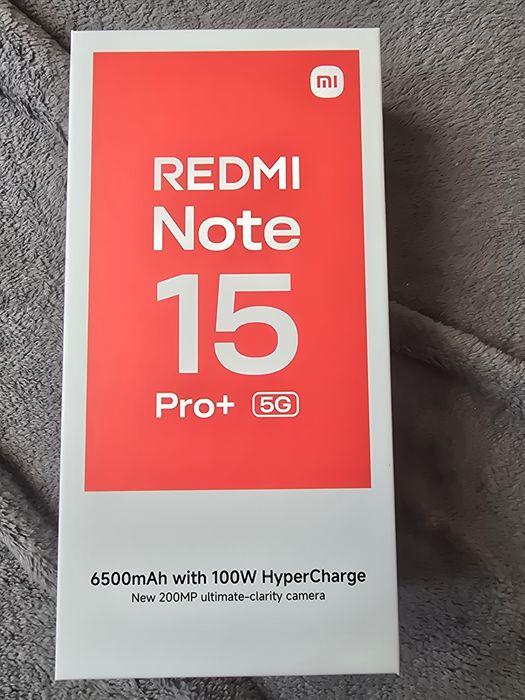 mi
REDMI
Note
15
Pro+ 5G
6500mAh with 100W HyperCharge
New 200MP ultimate-clarity camera